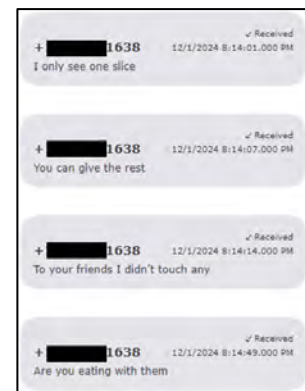 ✓ Received
+ 1638 12/1/2024 8:14:01.000 PM
I only see one slice
✓ Received
+ 1638 12/1/2024 8:14:07.000 PM
You can give the rest
✓ Received
+ 1638 12/1/2024 8:14:14.000 PM
To your friends I didn't touch any
✓ Received
+ 1638 12/1/2024 8:14:49.000 PM
Are you eating with them